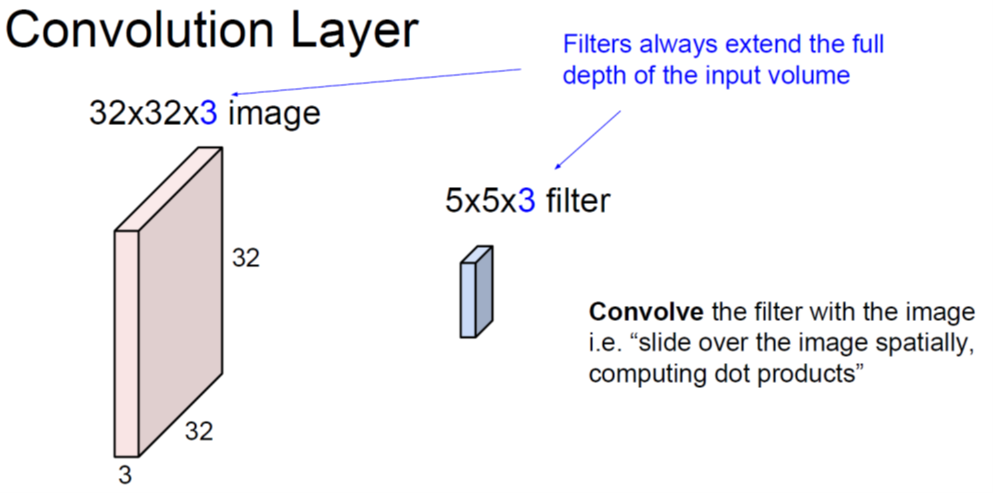 Convolution Layer
Filters always extend the full
depth of the input volume
32x32x3 image
5x5x3 filter
32
Convolve the filter with the image
i.e. “slide over the image spatially,
computing dot products”
32
3